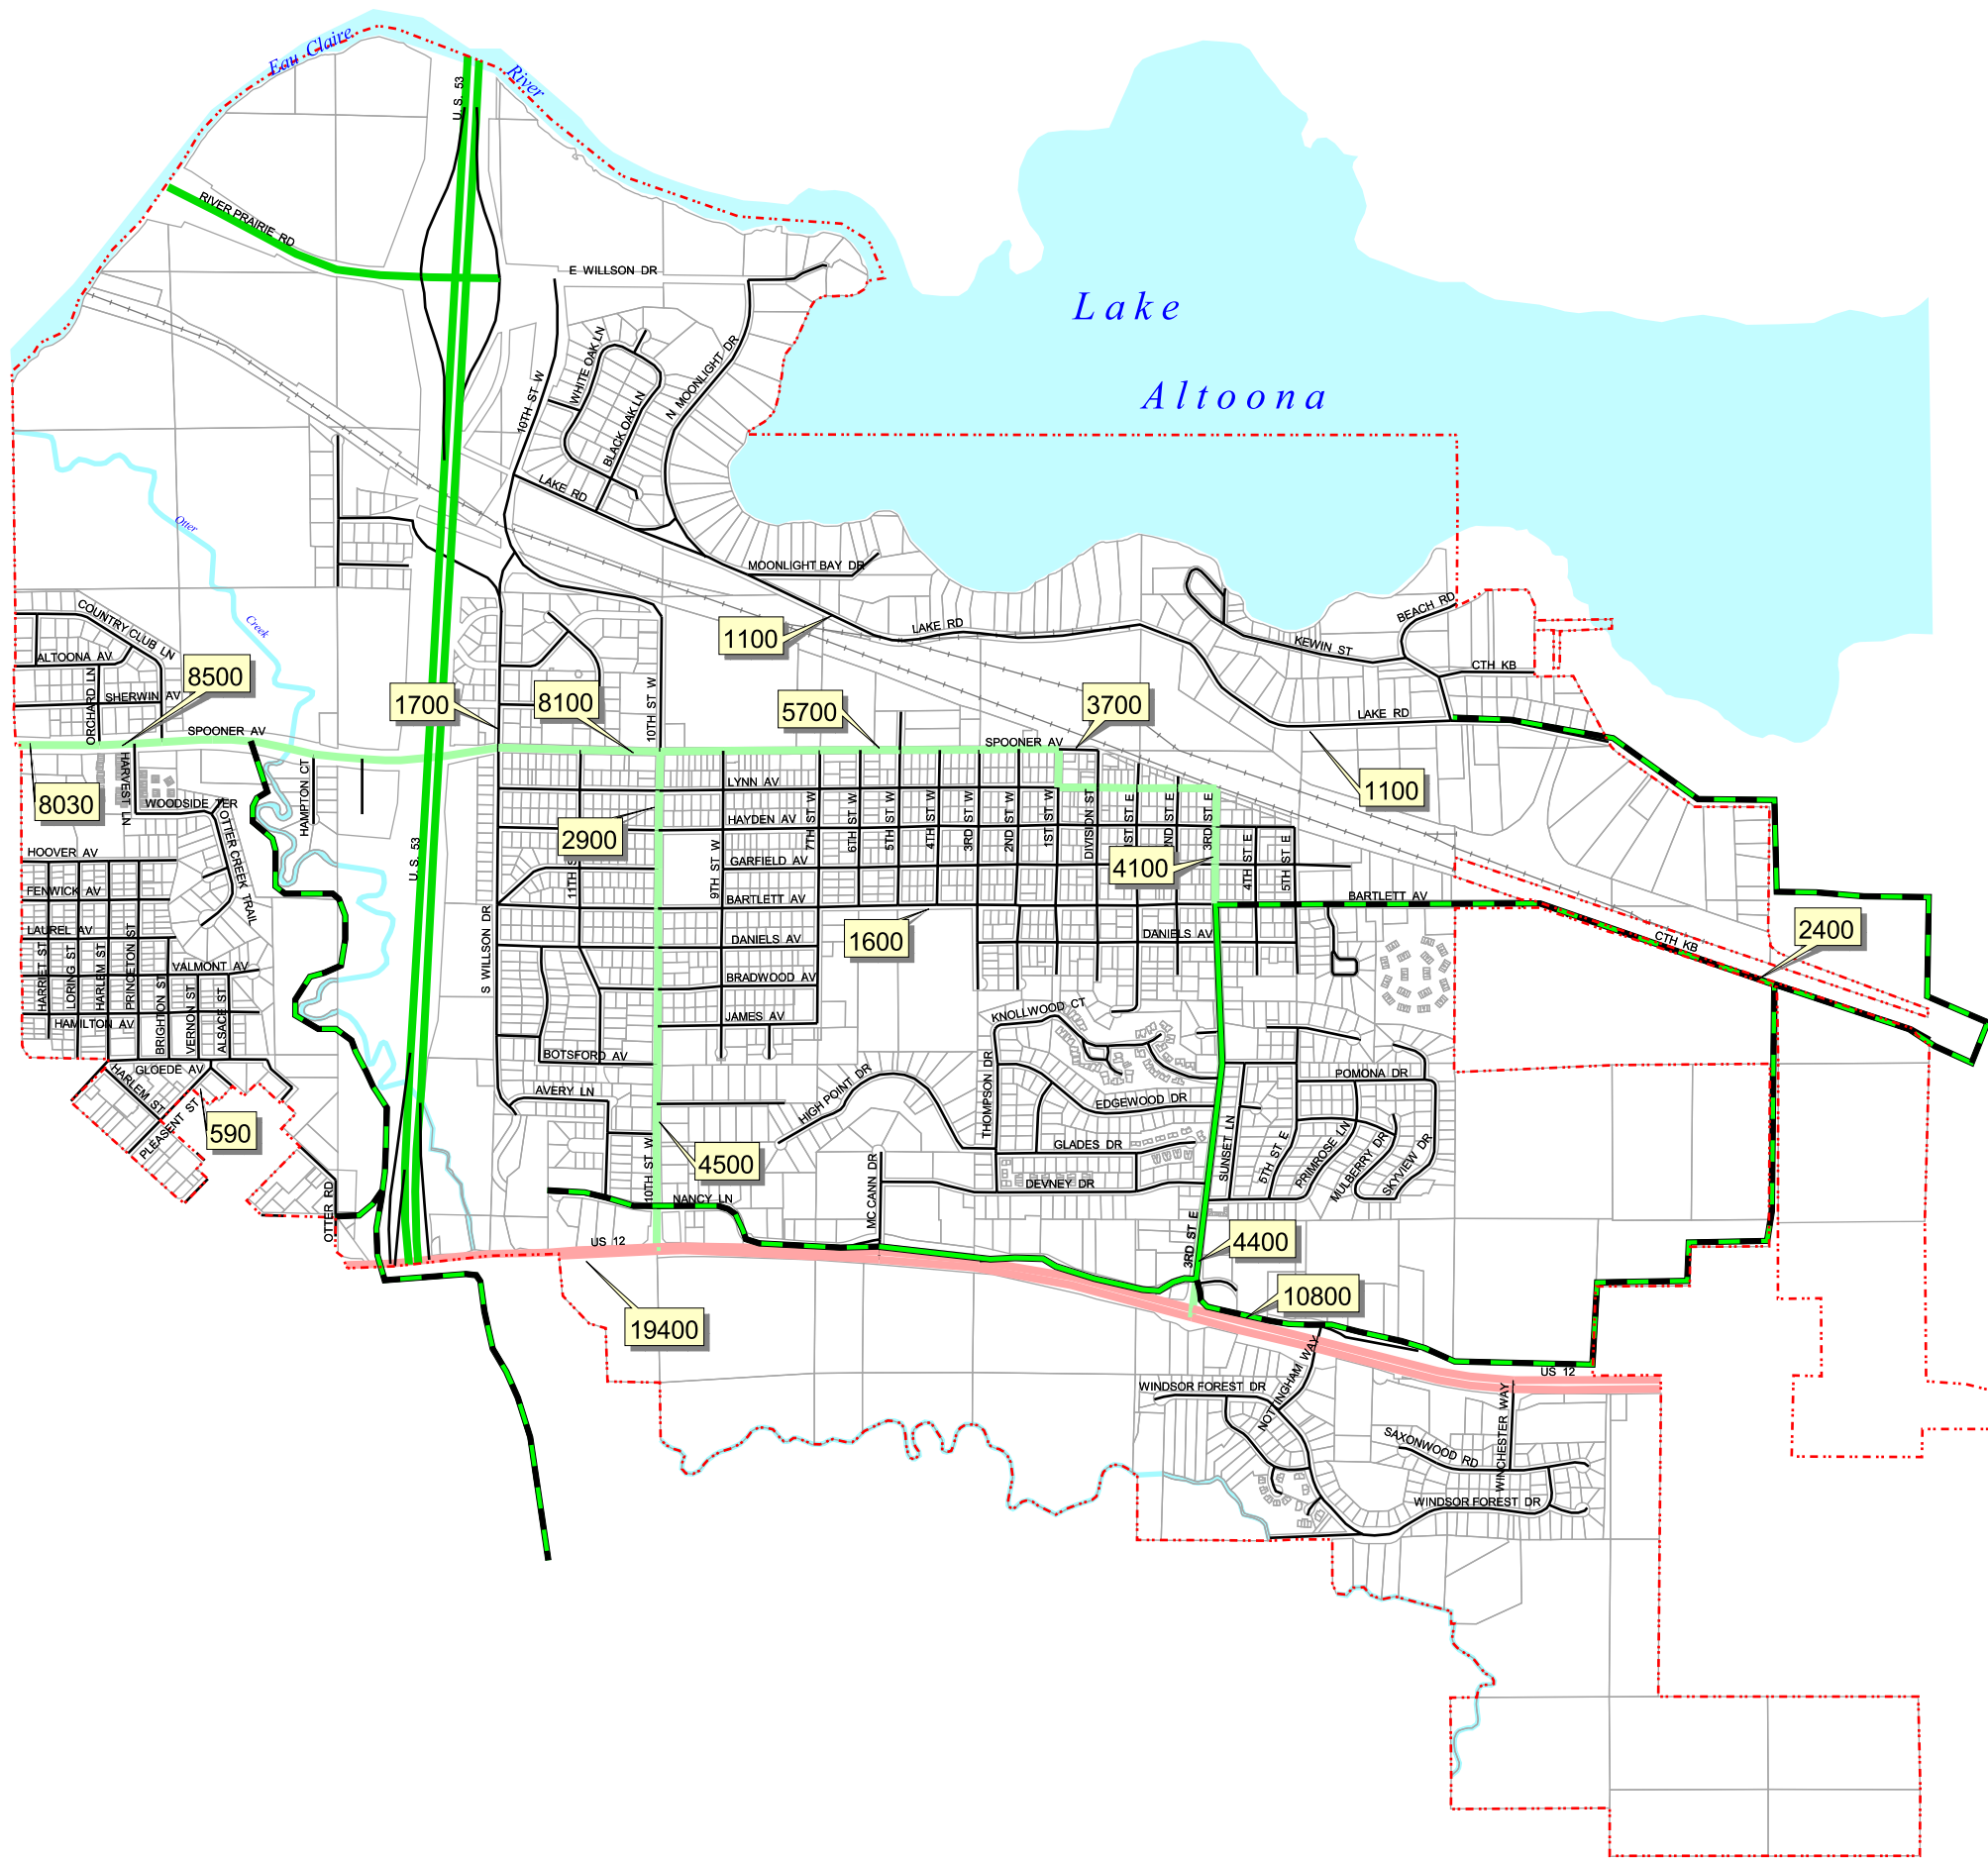 Eau Claire
River
U. S. 53
RIVER PRAIRIE RD
E WILLSON DR
Lake
Altoona
WHITE OAK LN
N MOONLIGHT DR
10TH ST W
BLACK OAK LN
LAKE RD
Otter
Creek
MOONLIGHT BAY DR
1100
LAKE RD
KEWIN ST
BEACH RD
CTH KB
LAKE RD
COUNTRY CLUB LN
ALTOONA AV
ORCHARD LN
SHERWIN AV
8500
SPOONER AV
1700
8100
10TH ST W
5700
SPOONER AV
3700
1100
8030
HARVEST LN
WOODSIDE TER
OTTER CREEK TRAIL
HAMPTON CT
U. S. 53
2900
LYNN AV
HAYDEN AV
GARFIELD AV
BARTLETT AV
DANIELS AV
BRADWOOD AV
JAMES AV
11TH S
9TH ST W
7TH ST W
6TH ST W
5TH ST W
4TH ST W
3RD ST W
2ND ST W
1ST ST W
DIVISION ST
1ST ST E
2ND ST E
3RD ST E
4TH ST E
5TH ST E
4100
BARTLETT AV
1600
DANIELS AV
CTH KB
2400
HOOVER AV
FENWICK AV
LAUREL AV
VALMONT AV
HAMILTON AV
HARRIET ST
LORING ST
HARLEM ST
PRINCETON ST
BRIGHTON ST
VERNON ST
ALSACE ST
GLOEDE AV
HARLEM ST
PLEASENT ST
590
OTTER RD
S WILLSON DR
BOTSFORD AV
AVERY LN
10TH ST W
4500
NANCY LN
HIGH POINT DR
MC CANN DR
THOMPSON DR
KNOLLWOOD CT
EDGEWOOD DR
GLADES DR
DEVNEY DR
SUNSET LN
5TH ST E
POMONA DR
PRIMROSE LN
MULBERRY DR
SKYVIEW DR
3RD ST E
4400
10800
US 12
19400
US 12
NOTTINGHAM WAY
WINDSOR FOREST DR
SAXONWOOD RD
WINCHESTER WAY
WINDSOR FOREST DR